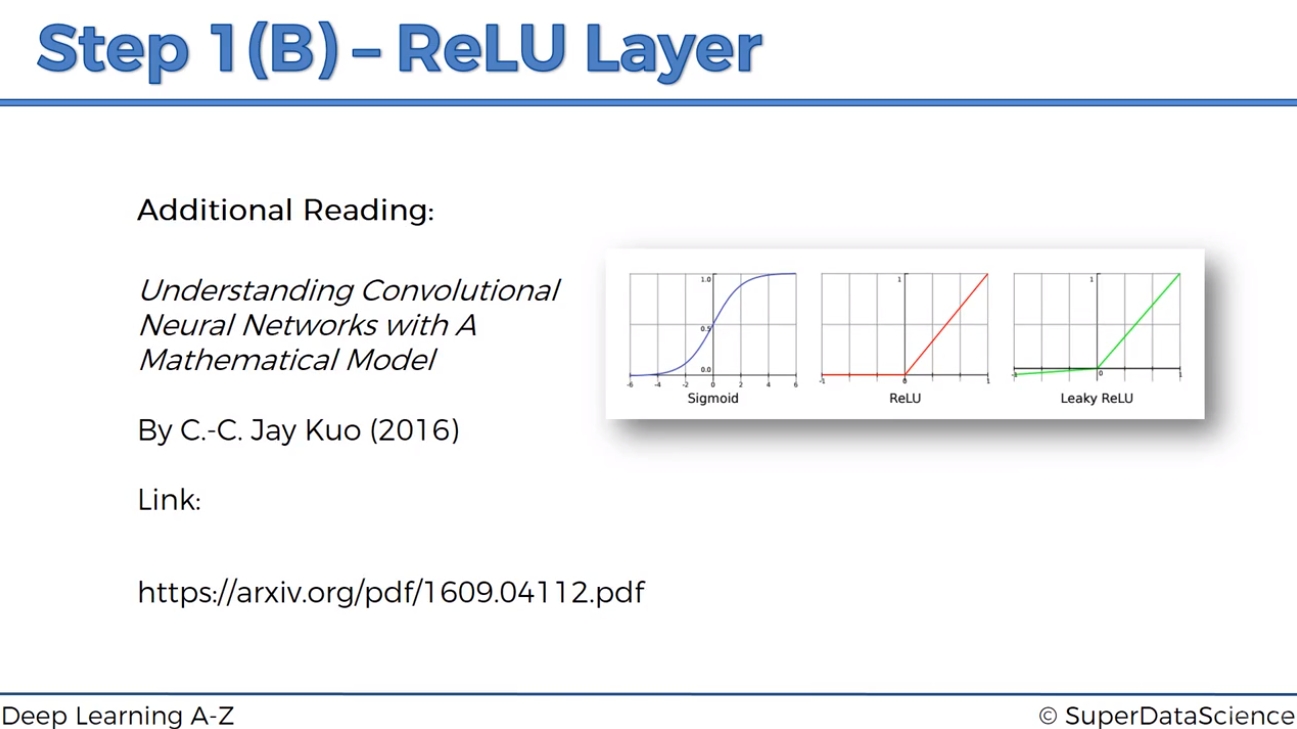 Step 1(B) – ReLU Layer
Additional Reading:
Understanding Convolutional
Neural Networks with A
Mathematical Model
By C.-C. Jay Kuo (2016)
Link:
https://arxiv.org/pdf/1609.04112.pdf
1.0
0.5
0.0
-6 -4 -2 0 2 4 6
Sigmoid
1
-1 0 1
ReLU
1
-1 0 1
Leaky ReLU
Deep Learning A-Z
© SuperDataScience